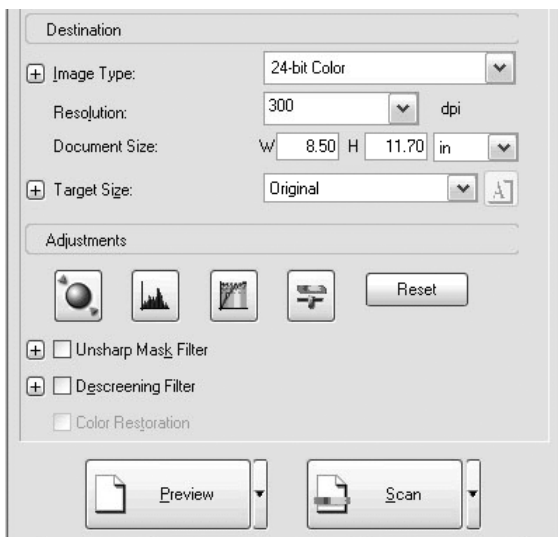 Destination
Image Type: 24-bit Color
Resolution: 300 dpi
Document Size: W 8.50 H 11.70 in
Target Size: Original A
Adjustments
Reset
Unsharp Mask Filter
Descreening Filter
Color Restoration
Preview Scan